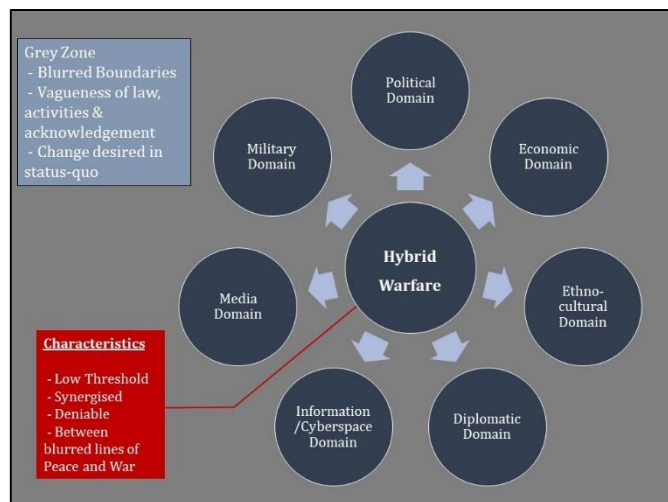 Grey Zone
- Blurred Boundaries
- Vagueness of law,
activities &
acknowledgement
- Change desired in
status-quo
Political
Domain
Economic
Domain
Ethno-
cultural
Domain
Diplomatic
Domain
Information
/Cyberspace
Domain
Media
Domain
Military
Domain
Hybrid
Warfare
Characteristics
- Low Threshold
- Synergised
- Deniable
- Between
blurred lines of
Peace and War